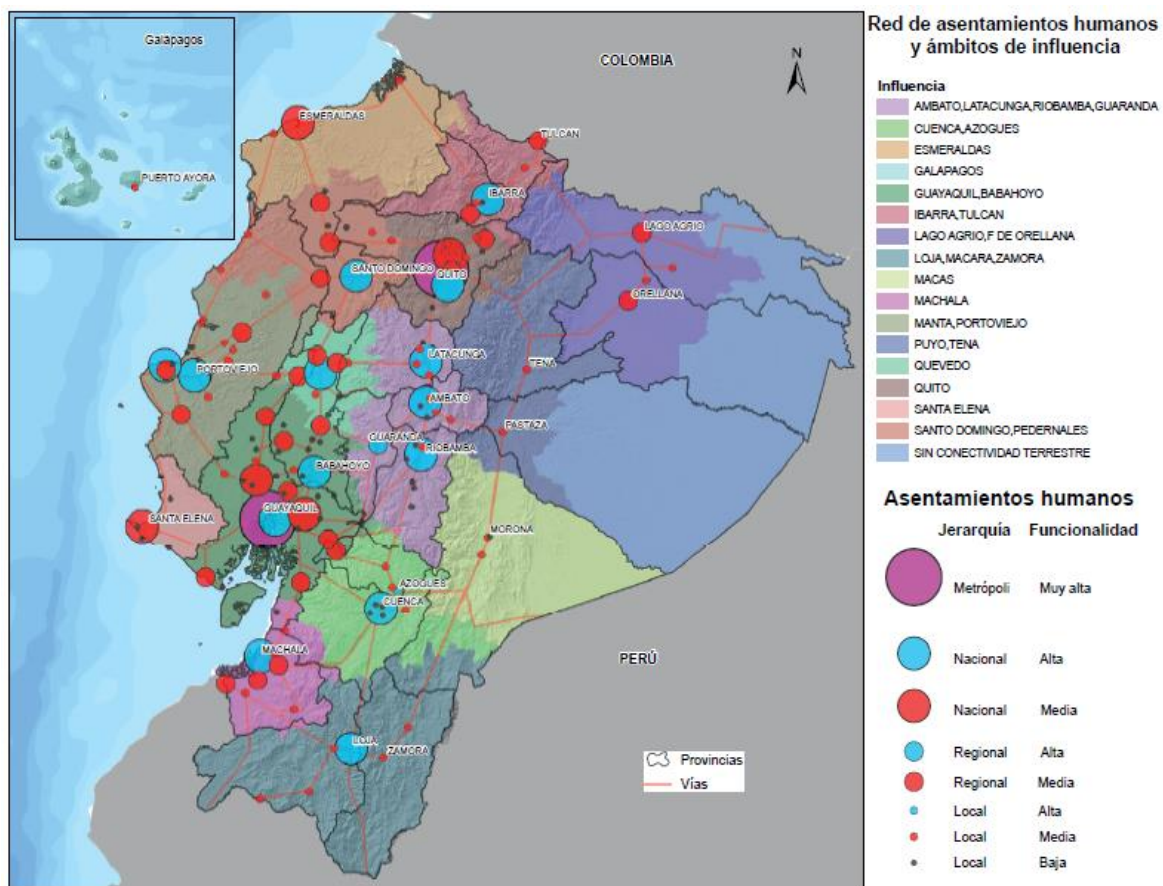 Galápagos
PUERTO AYORA
COLOMBIA
N
ESMERALDAS
TULCAN
IBARRA
LAGO AGRIO
SANTO DOMINGO
QUITO
ORELLANA
PORTOVIEJO
LATACUNGA
TENA
AMBATO
PASTAZA
GUARANDA
RIOBAMBA
BABAHOYO
SANTA ELENA
GUAYAQUIL
MORONA
AZOGUES
CUENCA
MACHALA
PERÚ
LOJA
ZAMORA
Provincias
Vías
Red de asentamientos humanos
y ámbitos de influencia
Influencia
AMBATO,LATACUNGA,RIOBAMBA,GUARANDA
CUENCA,AZOGUES
ESMERALDAS
GALAPAGOS
GUAYAQUIL,BABAHOYO
IBARRA,TULCAN
LAGO AGRIO,F DE ORELLANA
LOJA,MACARA,ZAMORA
MACAS
MACHALA
MANTA,PORTOVIEJO
PUYO,TENA
QUEVEDO
QUITO
SANTA ELENA
SANTO DOMINGO,PEDERNALES
SIN CONECTIVIDAD TERRESTRE
Asentamientos humanos
Jerarquía Funcionalidad
Metrópoli Muy alta
Nacional Alta
Nacional Media
Regional Alta
Regional Media
Local Alta
Local Media
Local Baja